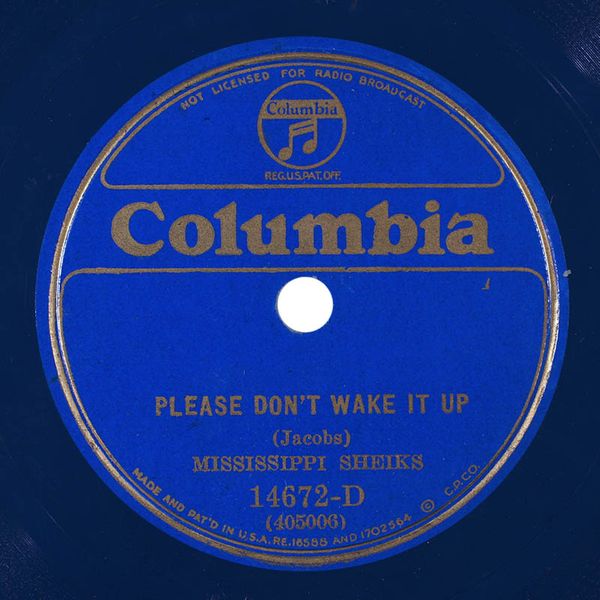 NOT LICENSED FOR RADIO BROADCAST
Columbia
REG.U.S.PAT.OFF.
Columbia
1
PLEASE DON'T WAKE IT UP
(Jacobs)
MISSISSIPPI SHEIKS
14672-D
(405006)
MADE AND PAT'D IN U.S.A. RE.16588 AND 1702564 © C.P.CO.